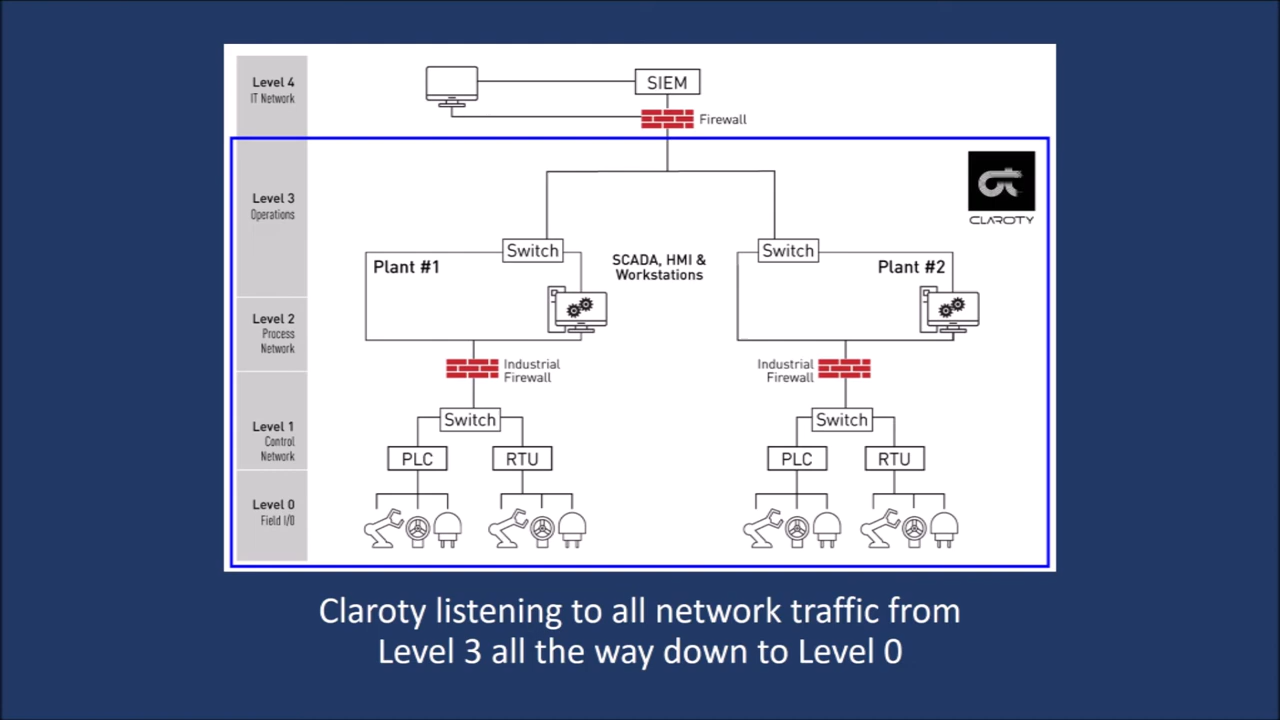 Level 4
IT Network
SIEM
Firewall
Level 3
Operations
CLAROTY
Switch
Switch
Plant #1
SCADA, HMI &
Workstations
Plant #2
Level 2
Process
Network
Industrial
Firewall
Industrial
Firewall
Level 1
Control
Network
Switch
Switch
PLC
RTU
PLC
RTU
Level 0
Field I/0
Claroty listening to all network traffic from
Level 3 all the way down to Level 0